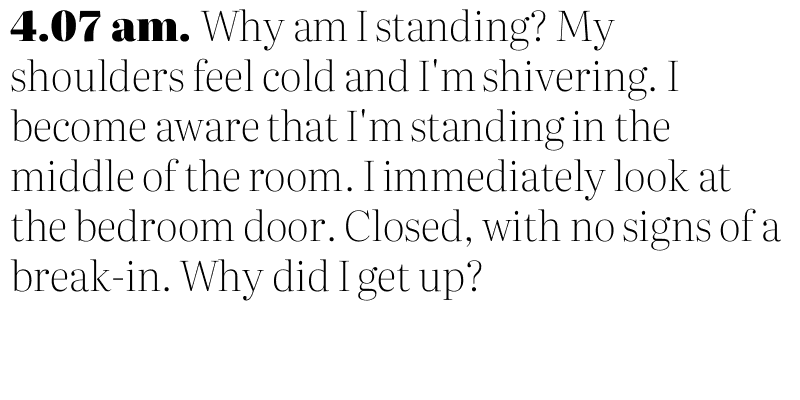 4.07 am. Why am I standing? My
shoulders feel cold and I'm shivering. I
become aware that I'm standing in the
middle of the room. I immediately look at
the bedroom door. Closed, with no signs of a
break-in. Why did I get up?